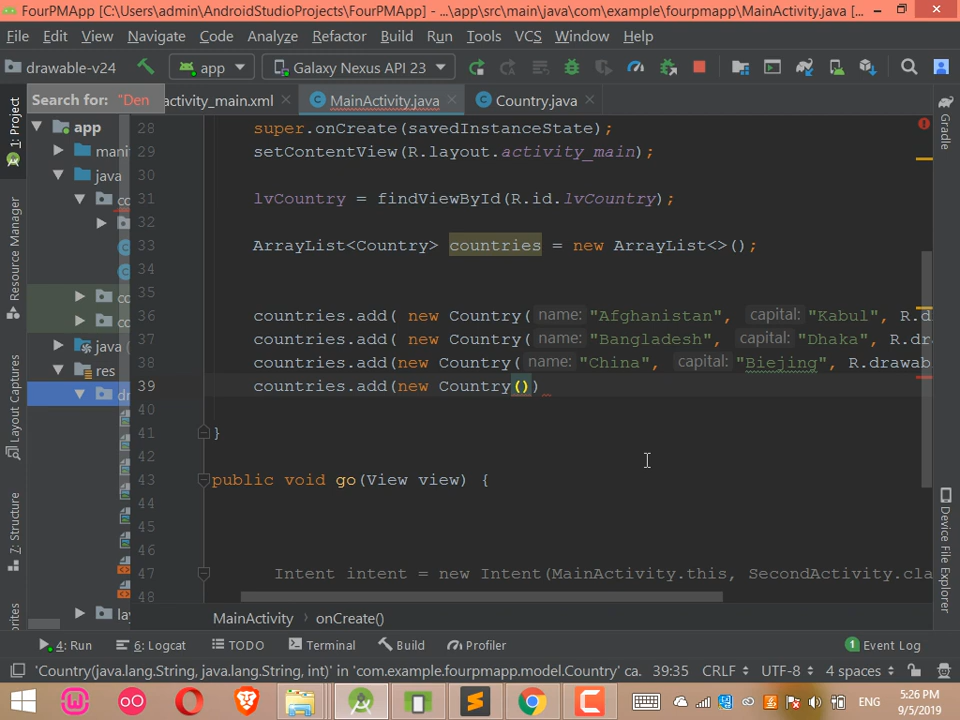 FourPMApp [C:\Users\admin\AndroidStudioProjects\FourPMApp] - ...\app\src\main\java\com\example\fourpmapp\MainActivity.java [...
File Edit View Navigate Code Analyze Refactor Build Run Tools VCS Window Help
drawable-v24 app Galaxy Nexus API 23
Search for: "Den activity_main.xml MainActivity.java Country.java
1: Project
Resource Manager
Layout Captures
7: Structure
app
java
java
res
28 super.onCreate(savedInstanceState);
29 setContentView(R.layout.activity_main);
30
31 lvCountry = findViewById(R.id.lvCountry);
32
33 ArrayList<Country> countries = new ArrayList<>();
34
35
36 countries.add( new Country( name: "Afghanistan", capital: "Kabul", R.d
37 countries.add( new Country( name: "Bangladesh", capital: "Dhaka", R.dr
38 countries.add(new Country( name: "China", capital: "Biejing", R.drawab
39 countries.add(new Country())
40
41 }
42
43 public void go(View view) {
44
45
46
47 Intent intent = new Intent(MainActivity.this, SecondActivity.cla
48
Gradle
Device File Explorer
MainActivity onCreate()
4: Run 6: Logcat TODO Terminal Build Profiler 1 Event Log
'Country(java.lang.String, java.lang.String, int)' in 'com.example.fourpmapp.model.Country' ca. 39:35 CRLF UTF-8 4 spaces
ENG 5:26 PM
9/5/2019